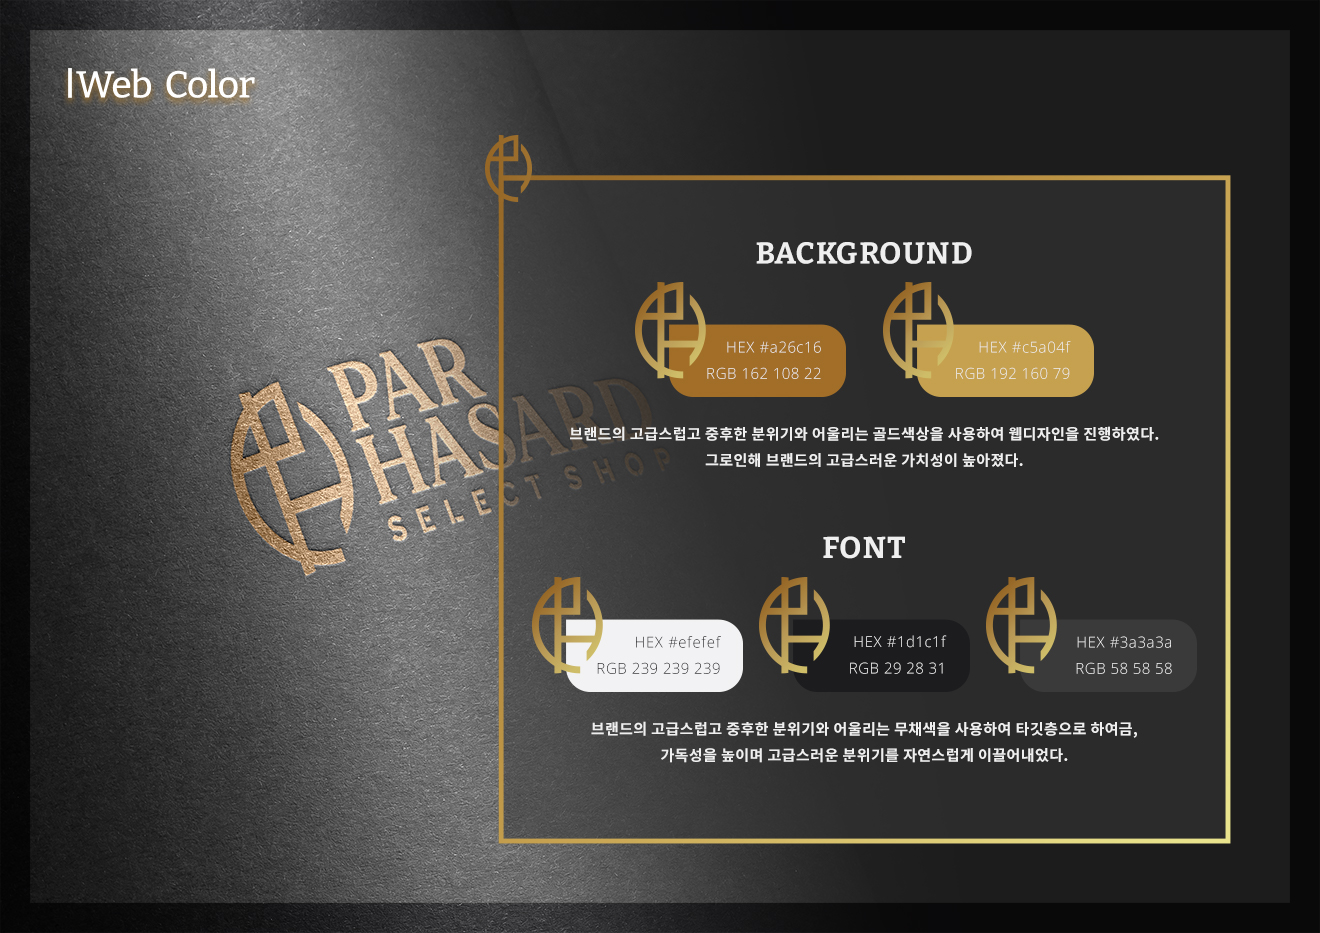 Web Color
PAR
HASARD
SELECT SHOP
BACKGROUND
HEX #a26c16
RGB 162 108 22
HEX #c5a04f
RGB 192 160 79
브랜드의 고급스럽고 중후한 분위기와 어울리는 골드색상을 사용하여 웹디자인을 진행하였다.
그로인해 브랜드의 고급스러운 가치성이 높아졌다.
FONT
HEX #efefef
RGB 239 239 239
HEX #1d1c1f
RGB 29 28 31
HEX #3a3a3a
RGB 58 58 58
브랜드의 고급스럽고 중후한 분위기와 어울리는 무채색을 사용하여 타깃층으로 하여금,
가독성을 높이며 고급스러운 분위기를 자연스럽게 이끌어내었다.